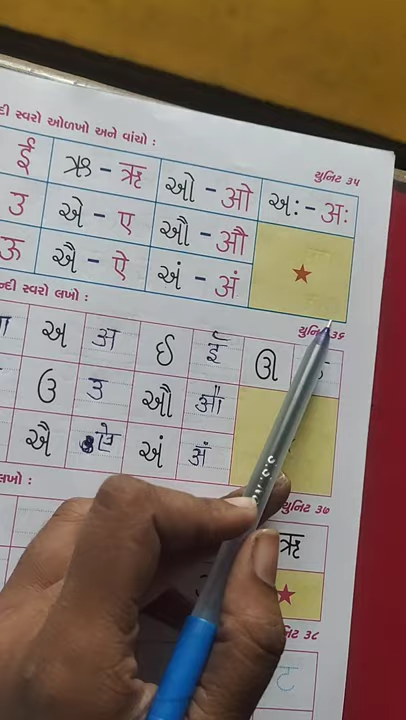 સ્વરો ઓળખો અને વાંચો :
યુનિટ ૩૫
ई ઋ - ऋ ઓ - ओ અઃ - अः
उ એ - ए ઔ - औ
ऊ ઐ - ऐ અં - अं
સ્વરો લખો :
યુનિટ ૩૬
અ अ ઈ ई ઊ
ઉ उ ઔ औ
ઐ ऐ અં अं
લખો :
યુનિટ ૩૭
ऋ
૩૮
ट